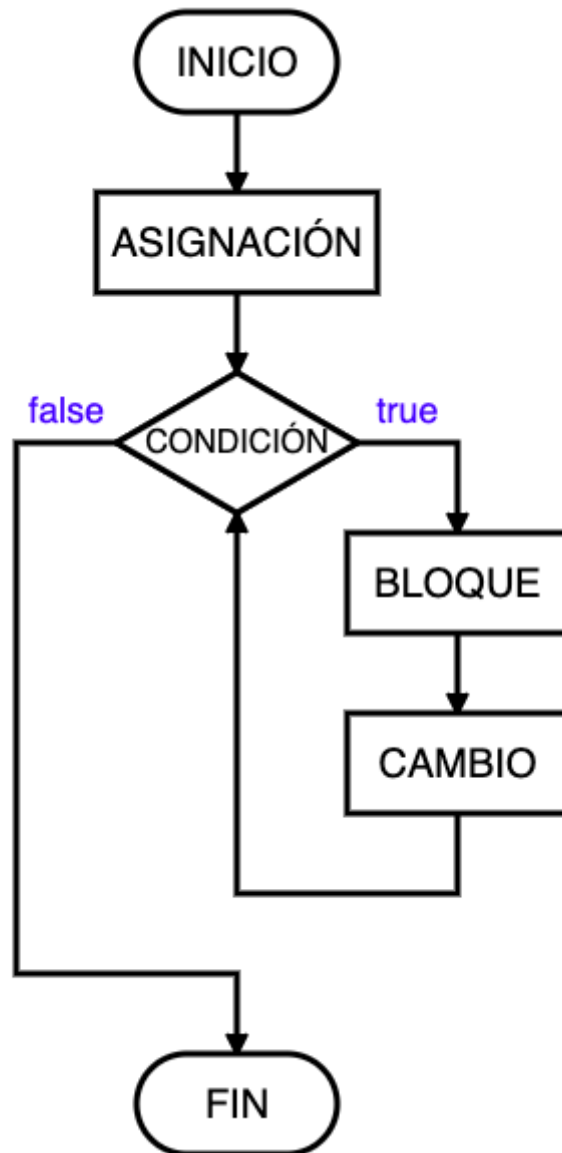 INICIO
ASIGNACIÓN
false
CONDICIÓN
true
BLOQUE
CAMBIO
FIN